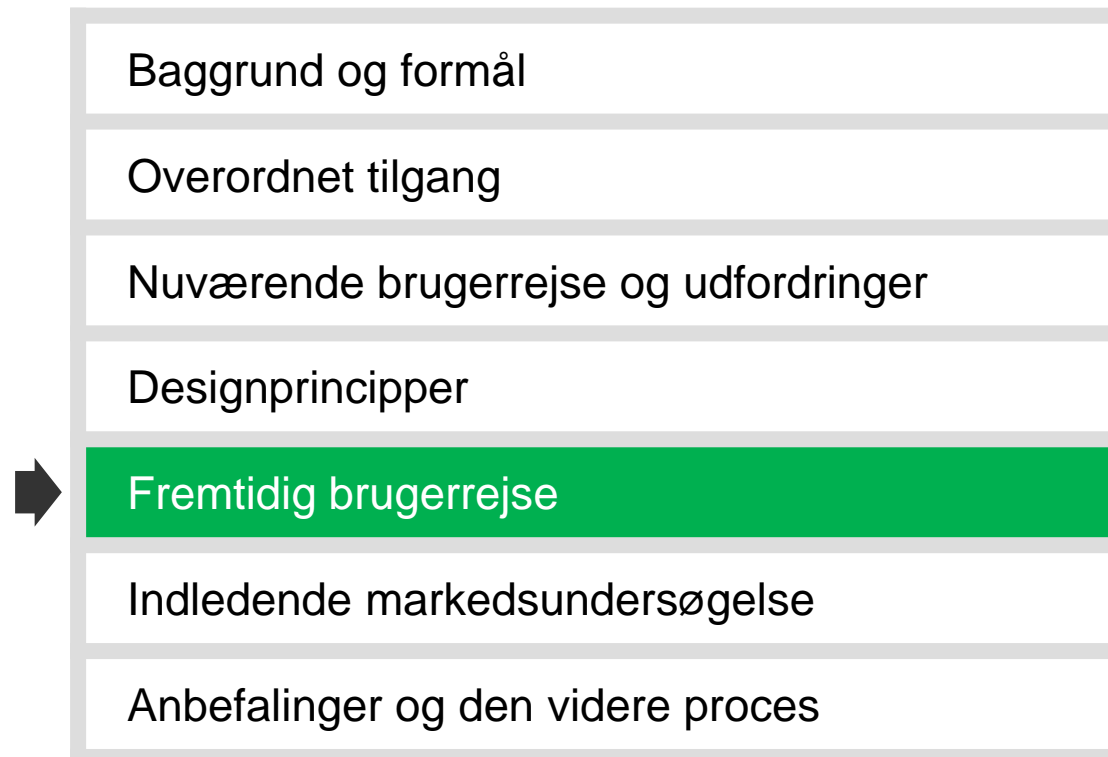 Baggrund og formål
Overordnet tilgang
Nuværende brugerrejse og udfordringer
Designprincipper
Fremtidig brugerrejse
Indledende markedsundersøgelse
Anbefalinger og den videre proces